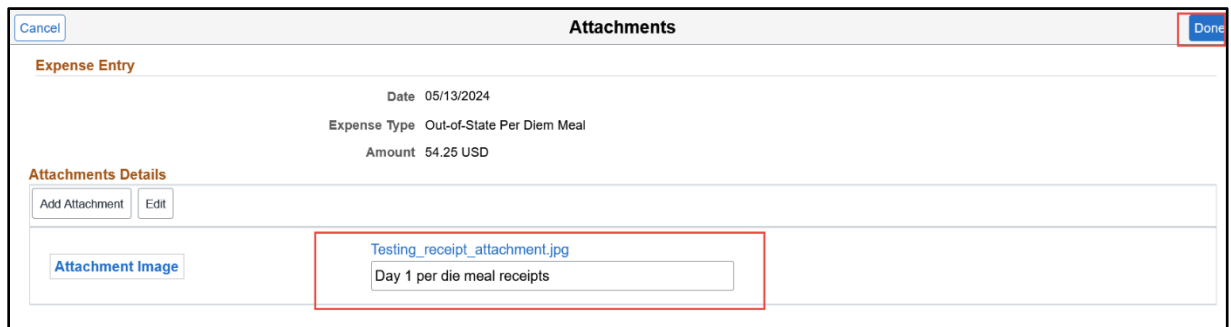 Cancel Attachments Done
Expense Entry
Date 05/13/2024
Expense Type Out-of-State Per Diem Meal
Amount 54.25 USD
Attachments Details
Add Attachment Edit
Testing_receipt_attachment.jpg
Attachment Image
Day 1 per die meal receipts